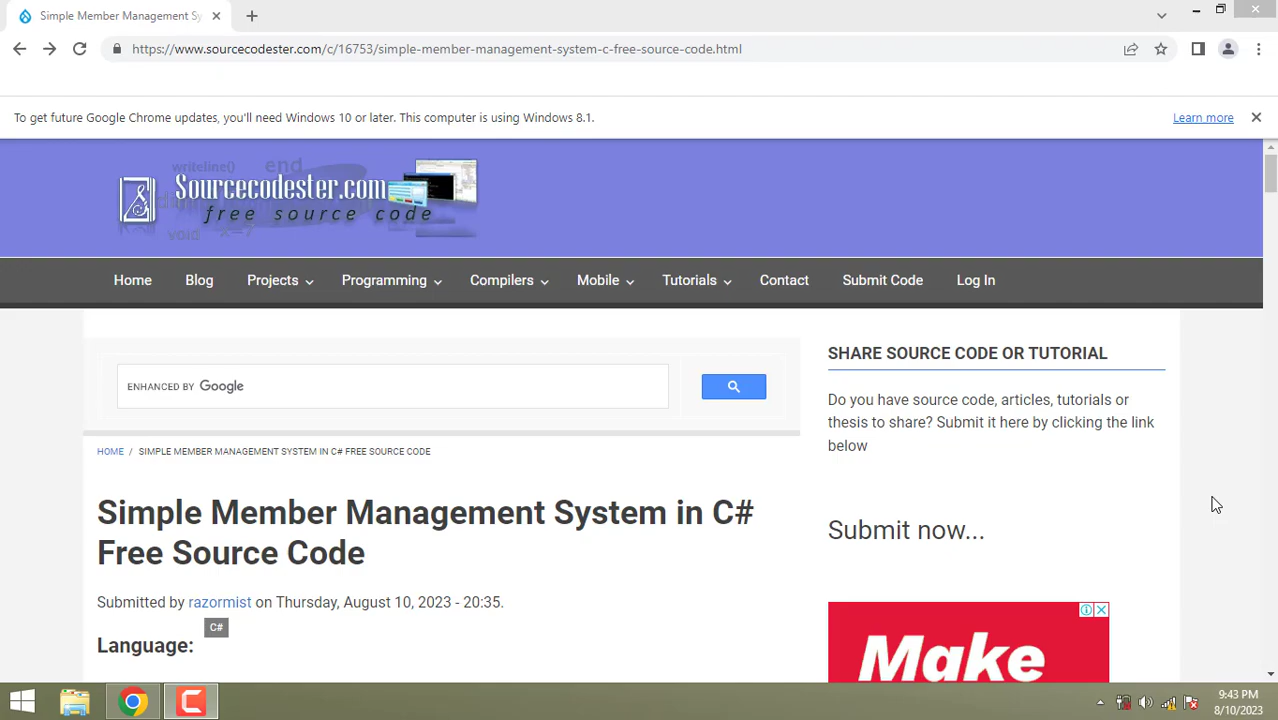 Simple Member Management Sy
https://www.sourcecodester.com/c/16753/simple-member-management-system-c-free-source-code.html
To get future Google Chrome updates, you'll need Windows 10 or later. This computer is using Windows 8.1.
Learn more
writeline() end
Sourcecodester.com
free source code
void x=7
Home Blog Projects Programming Compilers Mobile Tutorials Contact Submit Code Log In
ENHANCED BY Google
HOME / SIMPLE MEMBER MANAGEMENT SYSTEM IN C# FREE SOURCE CODE
Simple Member Management System in C#
Free Source Code
Submitted by razormist on Thursday, August 10, 2023 - 20:35.
C#
Language:
SHARE SOURCE CODE OR TUTORIAL
Do you have source code, articles, tutorials or
thesis to share? Submit it here by clicking the link
below
Submit now...
Make
9:43 PM
8/10/2023